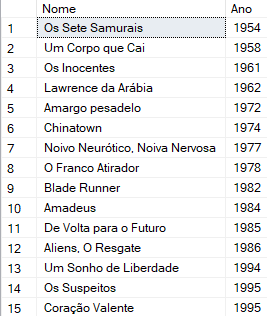 Nome Ano
1 Os Sete Samurais 1954
2 Um Corpo que Cai 1958
3 Os Inocentes 1961
4 Lawrence da Arábia 1962
5 Amargo pesadelo 1972
6 Chinatown 1974
7 Noivo Neurótico, Noiva Nervosa 1977
8 O Franco Atirador 1978
9 Blade Runner 1982
10 Amadeus 1984
11 De Volta para o Futuro 1985
12 Aliens, O Resgate 1986
13 Um Sonho de Liberdade 1994
14 Os Suspeitos 1995
15 Coração Valente 1995